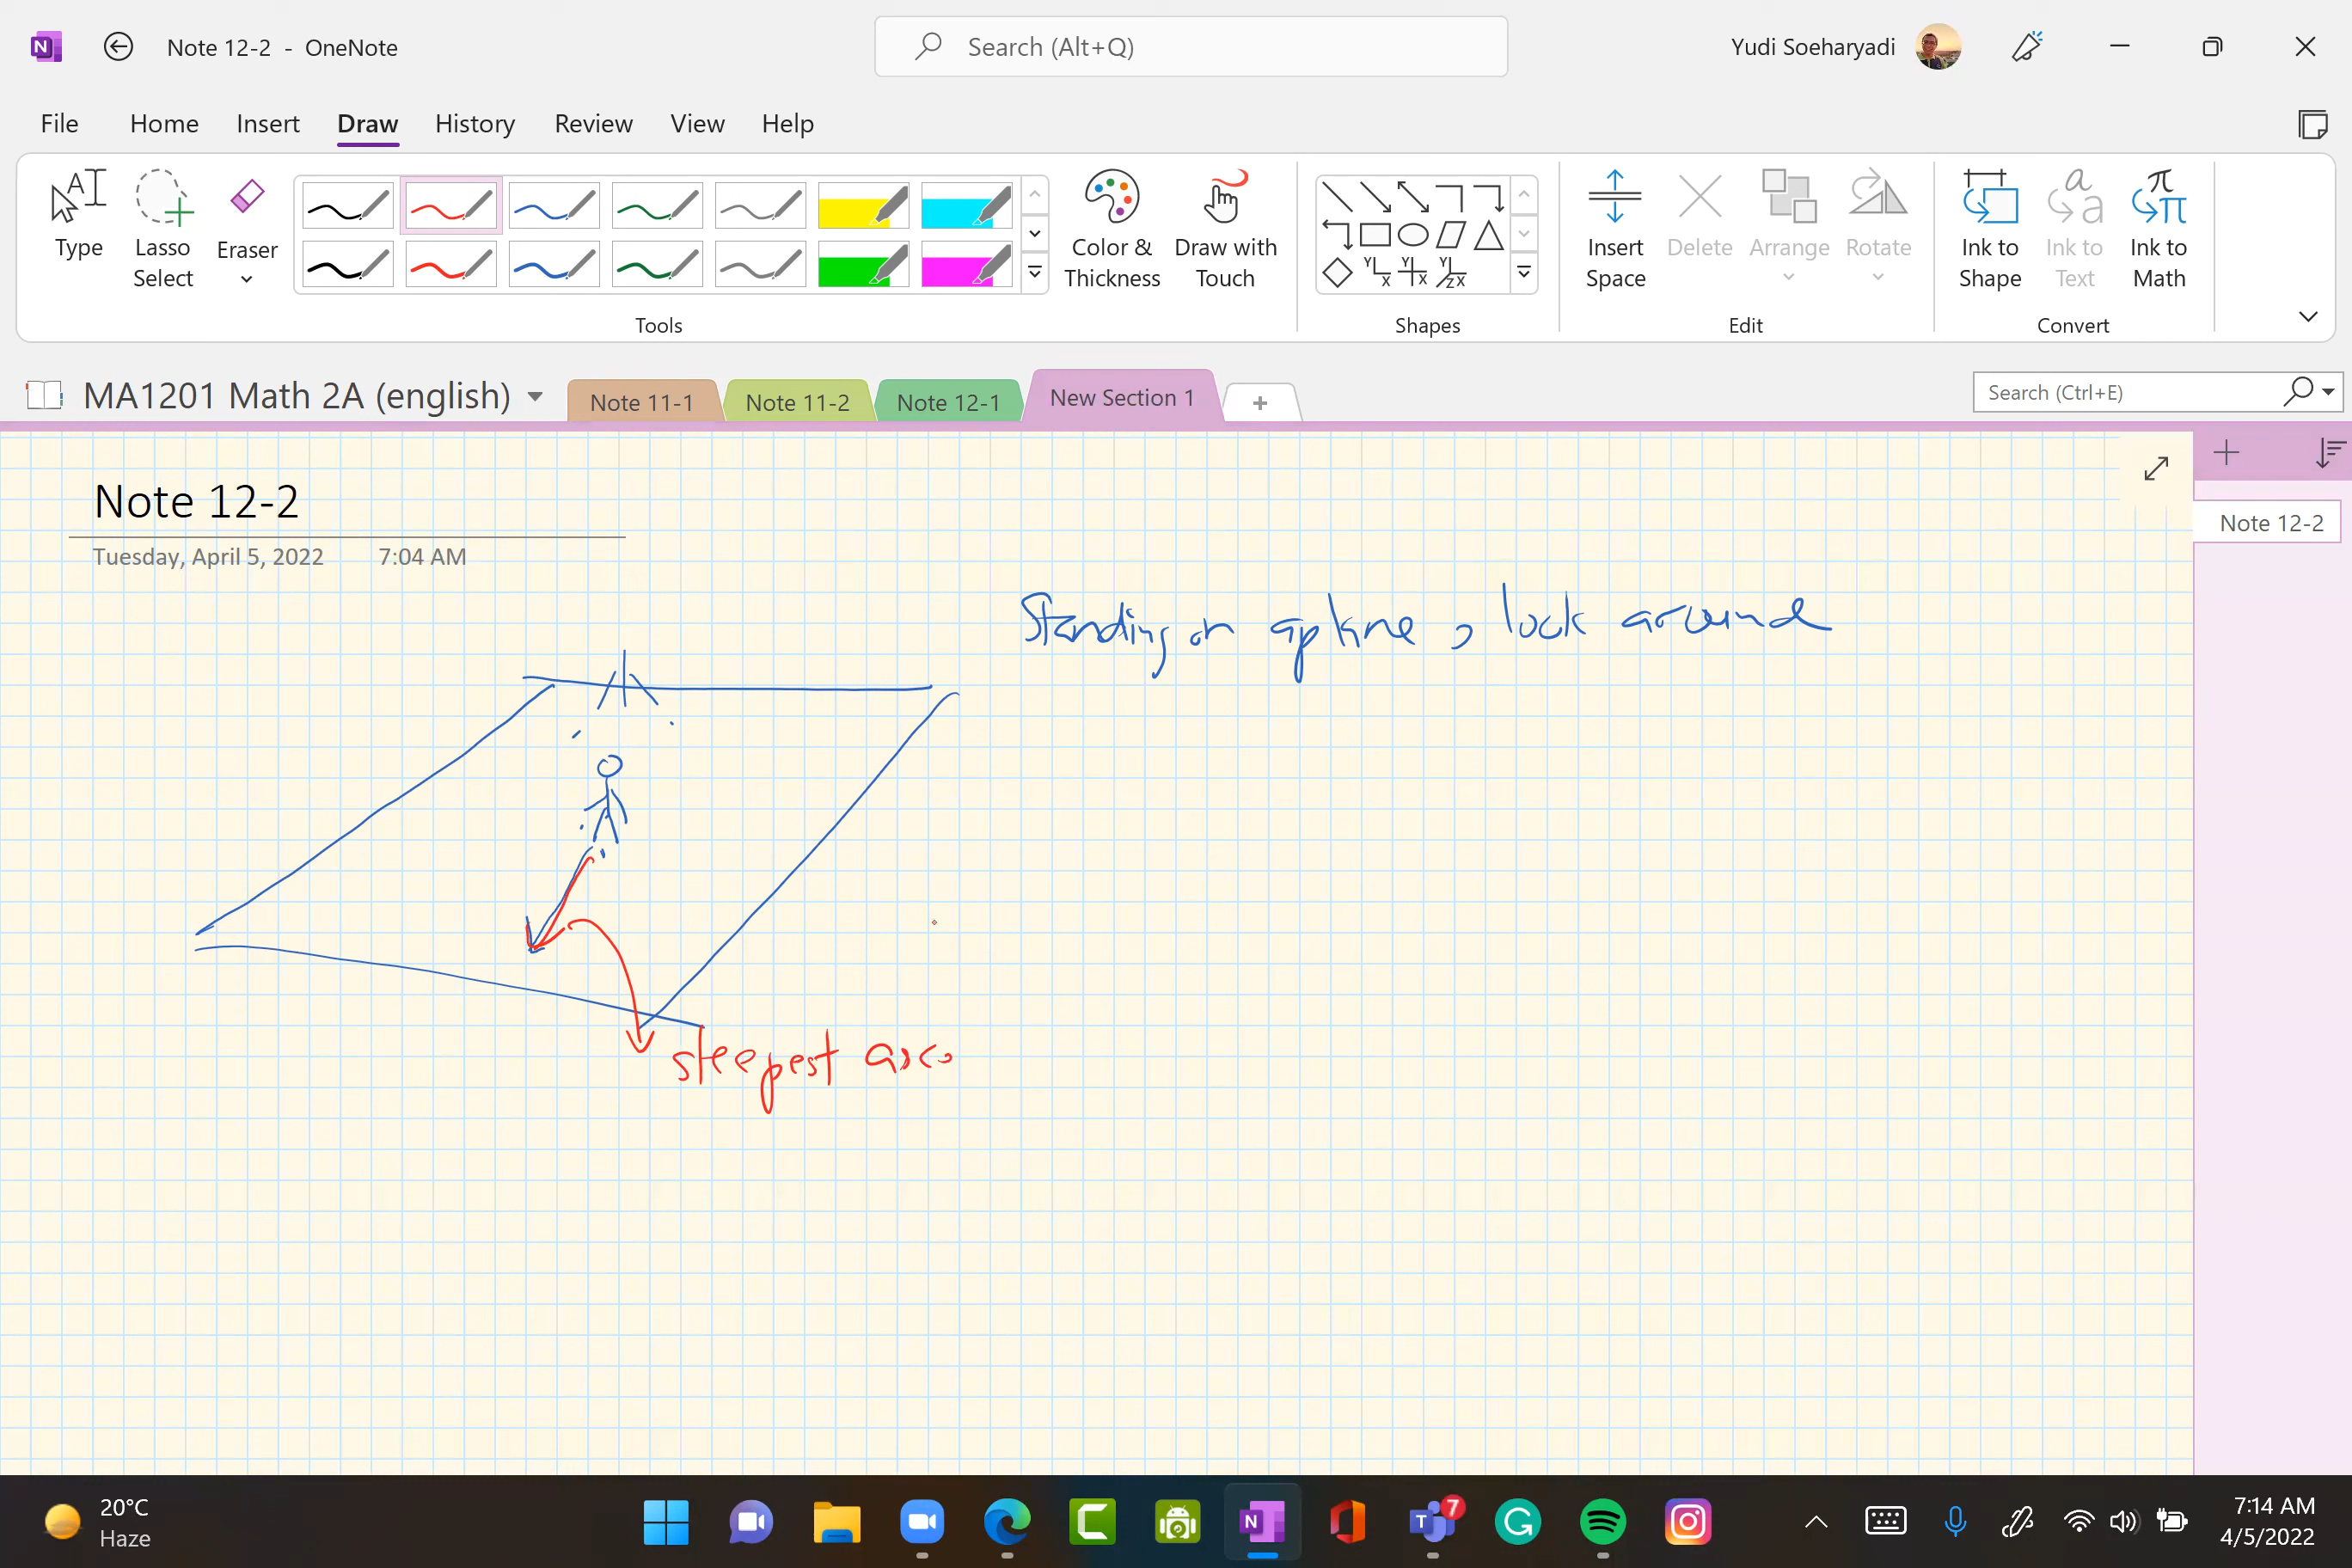 Note 12-2 - OneNote
Search (Alt+Q)
Yudi Soeharyadi
File Home Insert Draw History Review View Help
Type
Lasso Select
Eraser
Color & Thickness
Draw with Touch
Insert Space
Delete
Arrange
Rotate
Ink to Shape
Ink to Text
Ink to Math
Tools
Shapes
Edit
Convert
MA1201 Math 2A (english)
Note 11-1
Note 11-2
Note 12-1
New Section 1
Search (Ctrl+E)
Note 12-2
Note 12-2
Tuesday, April 5, 2022 7:04 AM
Standing on a plane, look around
steepest asc
20°C
Haze
7
7:14 AM
4/5/2022